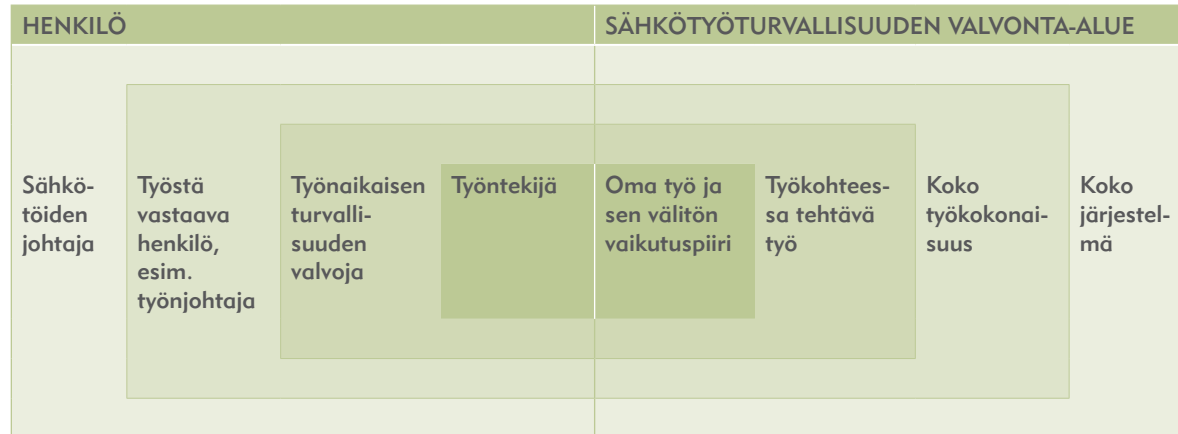 HENKILÖ
SÄHKÖTYÖTURVALLISUUDEN VALVONTA-ALUE
Sähkö-
töiden
johtaja
Työstä
vastaava
henkilö,
esim.
työnjohtaja
Työnaikaisen
turvalli-
suuden
valvoja
Työntekijä
Oma työ ja
sen välitön
vaikutuspiiri
Työkohtees-
sa tehtävä
työ
Koko
työkokonai-
suus
Koko
järjestel-
mä